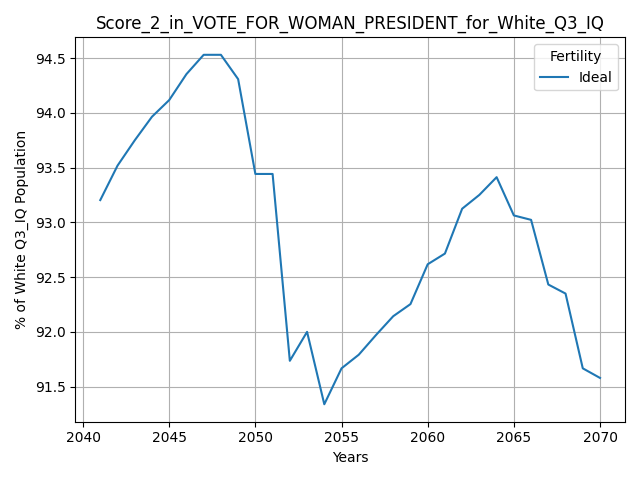 Score_2_in_VOTE_FOR_WOMAN_PRESIDENT_for_White_Q3_IQ
Fertility
Ideal
% of White Q3_IQ Population
94.5
94.0
93.5
93.0
92.5
92.0
91.5
2040 2045 2050 2055 2060 2065 2070
Years